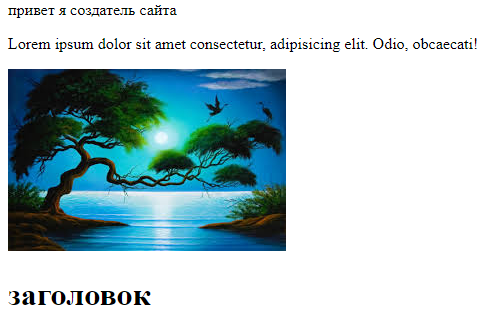 привет я создатель сайта
Lorem ipsum dolor sit amet consectetur, adipisicing elit. Odio, obcaecati!
заголовок